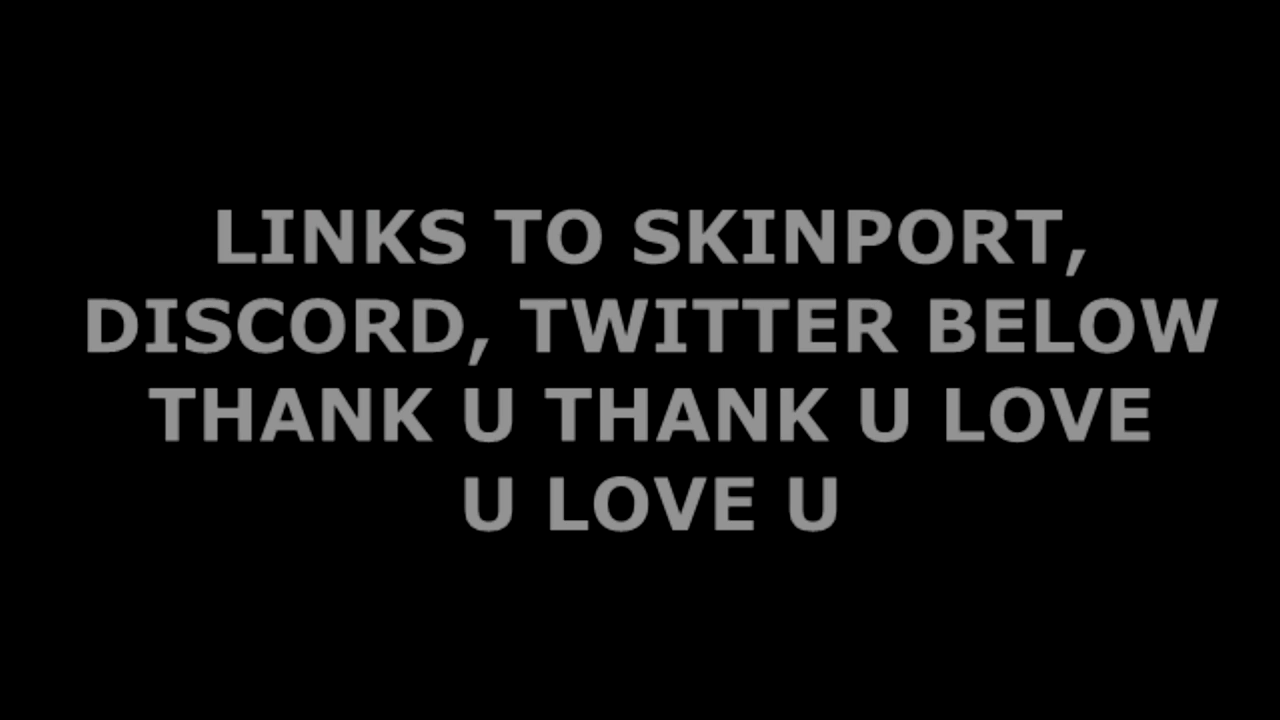 LINKS TO SKINPORT,
DISCORD, TWITTER BELOW
THANK U THANK U LOVE
U LOVE U